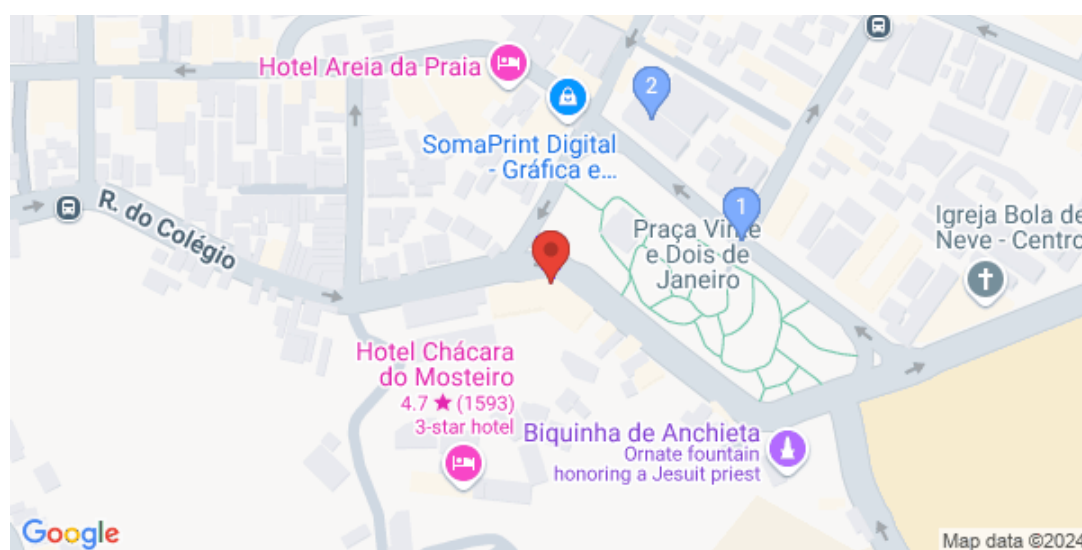 Hotel Areia da Praia
2
SomaPrint Digital
- Gráfica e...
1
R. do Colégio
Praça Vinte
e Dois de
Janeiro
Igreja Bola de
Neve - Centro
Hotel Chácara
do Mosteiro
4.7 ★ (1593)
3-star hotel
Biquinha de Anchieta
Ornate fountain
honoring a Jesuit priest
Google
Map data ©2024